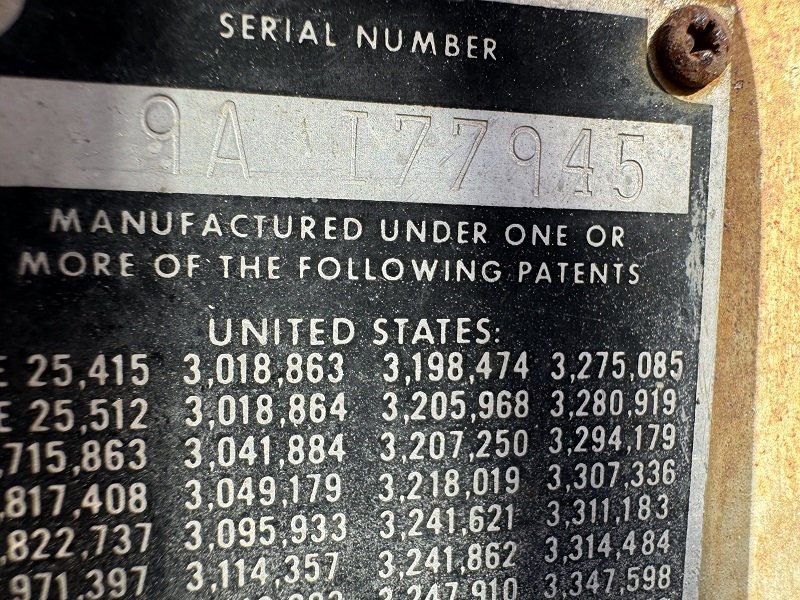 SERIAL NUMBER
9A 177945
MANUFACTURED UNDER ONE OR
MORE OF THE FOLLOWING PATENTS
UNITED STATES:
E 25,415 3,018,863 3,198,474 3,275,085
E 25,512 3,018,864 3,205,968 3,280,919
,715,863 3,041,884 3,207,250 3,294,179
,817,408 3,049,179 3,218,019 3,307,336
,822,737 3,095,933 3,241,621 3,311,183
,971,397 3,114,357 3,241,862 3,314,484
3,247,910 3,347,598